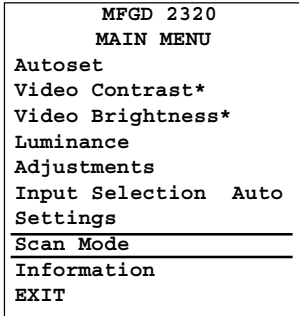 MFGD 2320
MAIN MENU
Autoset
Video Contrast*
Video Brightness*
Luminance
Adjustments
Input Selection Auto
Settings
Scan Mode
Information
EXIT